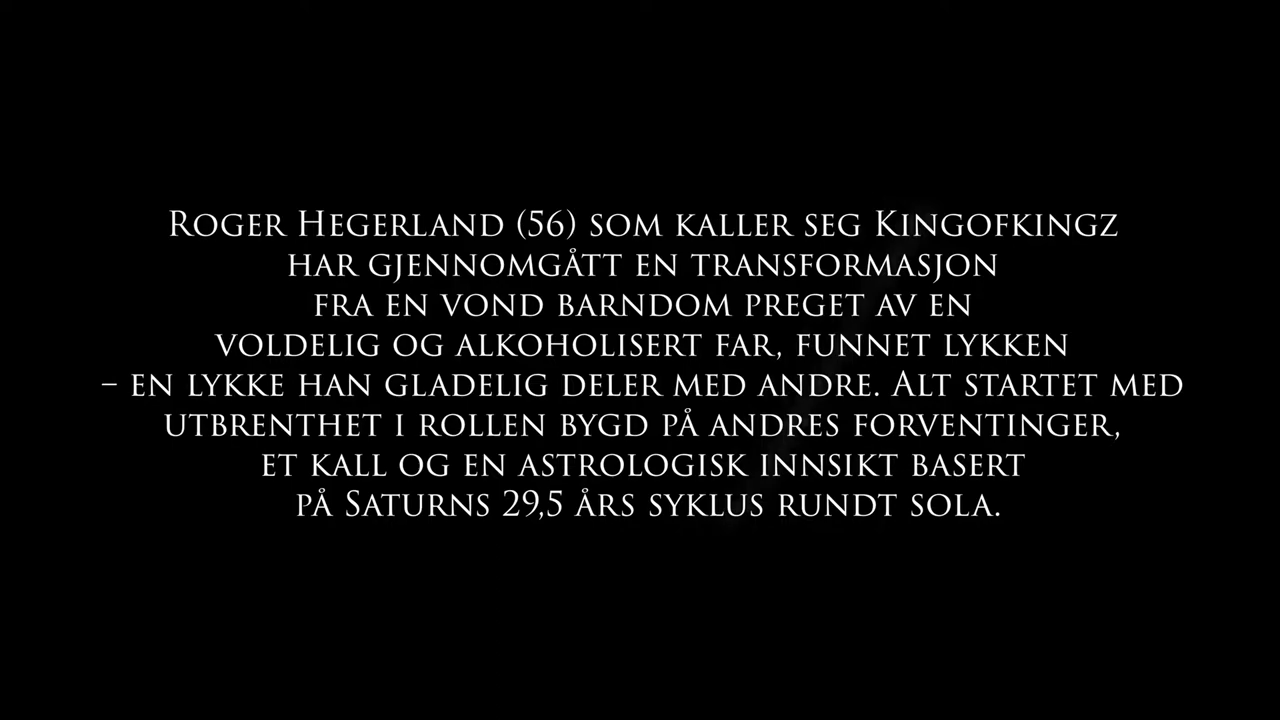 Roger Hegerland (56) som kaller seg Kingofkingz
har gjennomgått en transformasjon
fra en vond barndom preget av en
voldelig og alkoholisert far, funnet lykken
– en lykke han gladelig deler med andre. Alt startet med
utbrenthet i rollen bygd på andres forventinger,
et kall og en astrologisk innsikt basert
på Saturns 29,5 års syklus rundt sola.